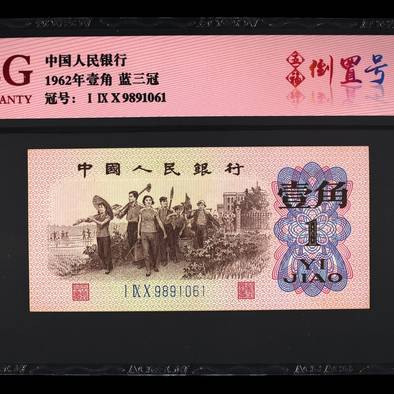 G
中国人民银行
1962年壹角 蓝三冠
冠号: I IX X 9891061
倒置号
RANTY
中國人民銀行
壹角
1
YI
JIAO
I IX X 9891061